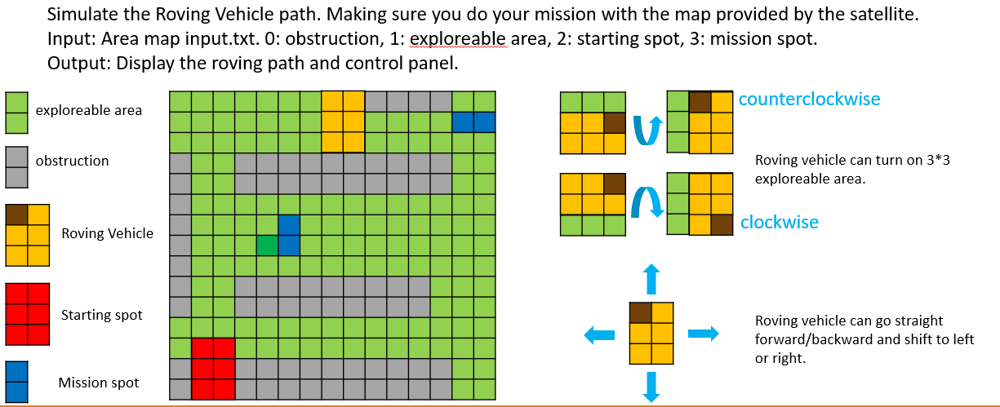 Simulate the Roving Vehicle path. Making sure you do your mission with the map provided by the satellite.
Input: Area map input.txt. 0: obstruction, 1: exploreable area, 2: starting spot, 3: mission spot.
Output: Display the roving path and control panel.
exploreable area
obstruction
Roving Vehicle
Starting spot
Mission spot
counterclockwise
Roving vehicle can turn on 3*3
exploreable area.
clockwise
Roving vehicle can go straight
forward/backward and shift to left
or right.